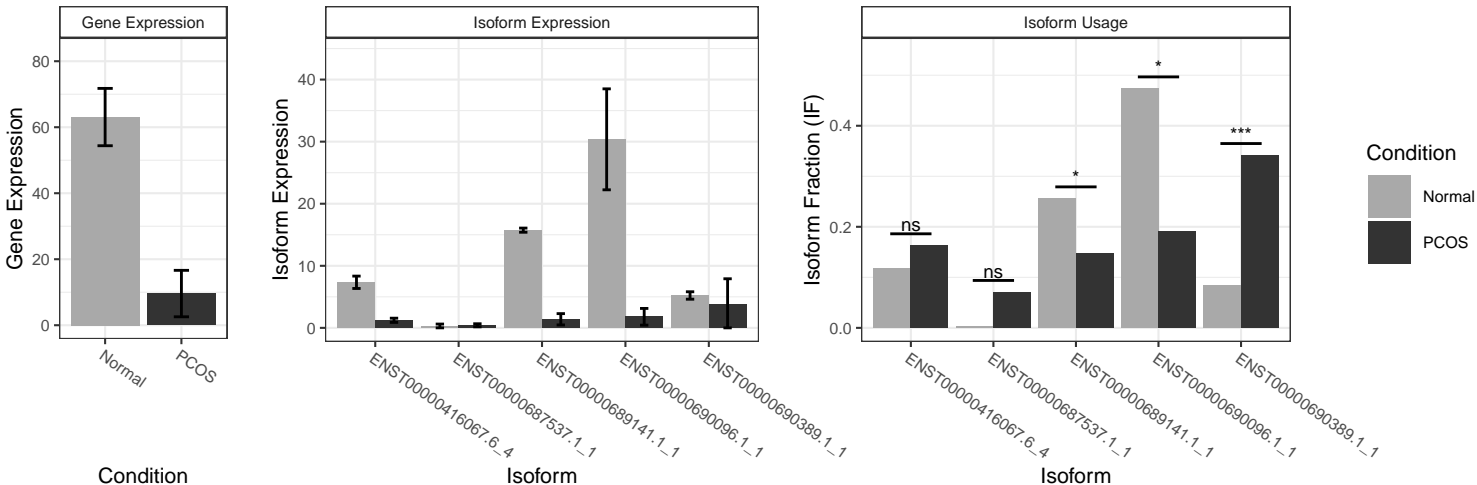 Gene Expression
Gene Expression
80
60
40
20
0
Normal
PCOS
Condition
Isoform Expression
Isoform Expression
40
30
20
10
0
ENST00000416067.6_4
ENST00000687537.1_1
ENST00000689141.1_1
ENST00000690096.1_1
ENST00000690389.1_1
Isoform
Isoform Usage
Isoform Fraction (IF)
0.4
0.2
0.0
ns
ns
*
*
***
ENST00000416067.6_4
ENST00000687537.1_1
ENST00000689141.1_1
ENST00000690096.1_1
ENST00000690389.1_1
Isoform
Condition
Normal
PCOS